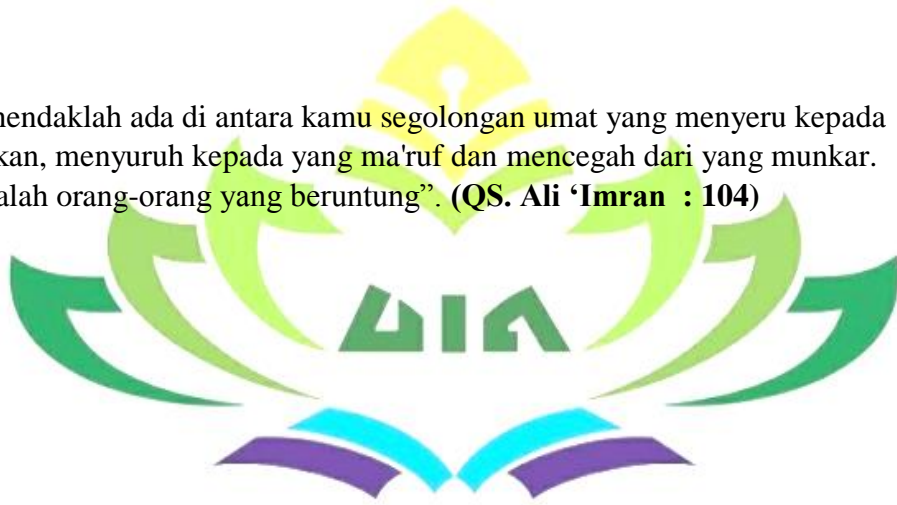 hendaklah ada di antara kamu segolongan umat yang menyeru kepada
kan, menyuruh kepada yang ma'ruf dan mencegah dari yang munkar.
alah orang-orang yang beruntung”. (QS. Ali ‘Imran : 104)